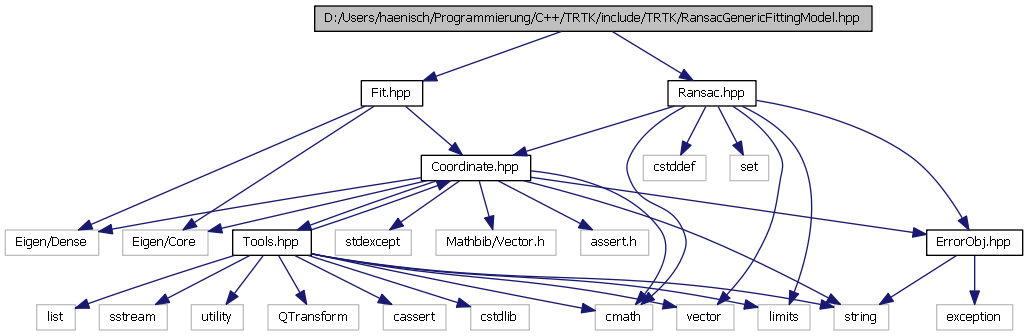 D:/Users/haenisch/Programmierung/C++/TRTK/include/TRTK/RansacGenericFittingModel.hpp
Fit.hpp
Ransac.hpp
Coordinate.hpp
cstddef
set
Eigen/Dense
Eigen/Core
Tools.hpp
stdexcept
Mathbib/Vector.h
assert.h
ErrorObj.hpp
list
sstream
utility
QTransform
cassert
cstdlib
cmath
vector
limits
string
exception